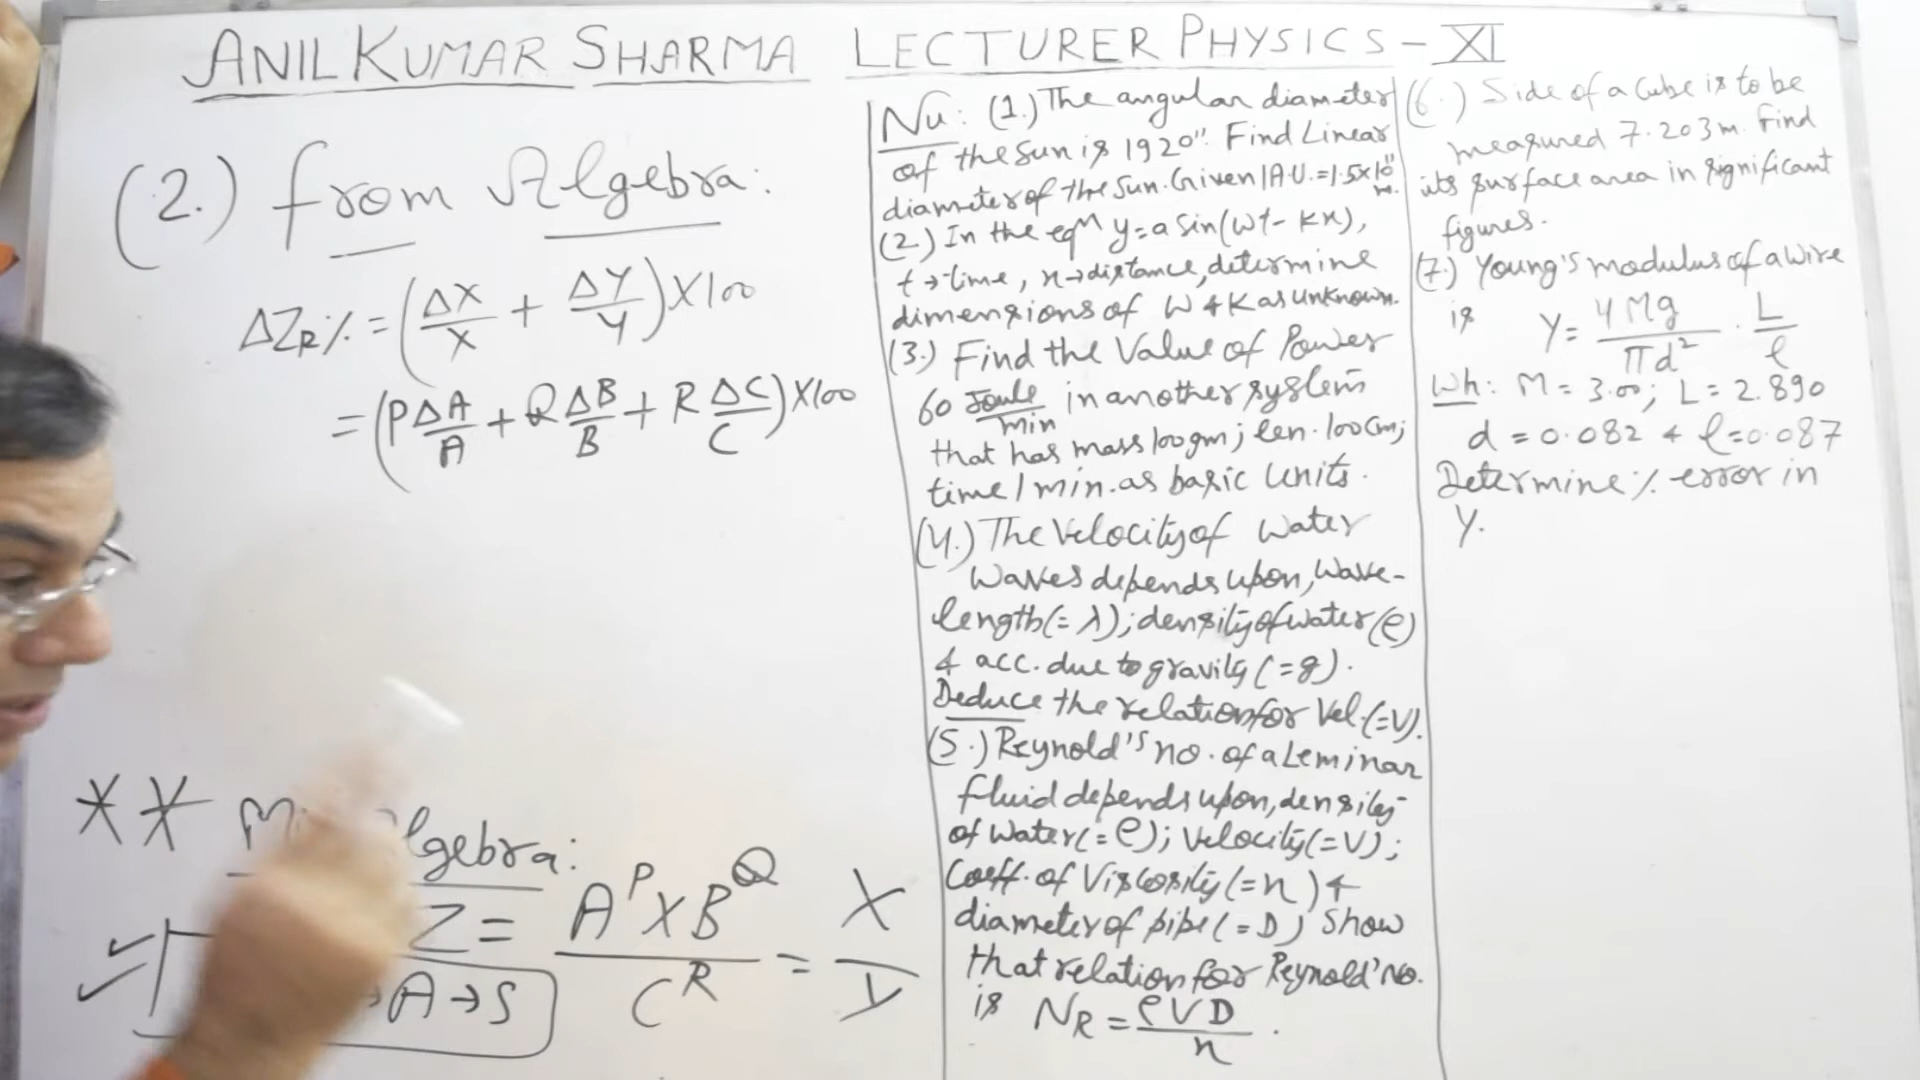 ANIL KUMAR SHARMA LECTURER PHYSICS - XI
(2.) from Algebra:
ΔZR% = (ΔX/X + ΔY/Y) X100
= (PΔA/A + QΔB/B + RΔC/C) X100
** lgebra:
Z = A^P X B^Q / C^R = X/Y
→A→S
Nu: (1.) The angular diameter
of the sun is 1920". Find Linear
diameter of the Sun. Given 1 A.U. = 1.5x10^11 m.
(2.) In the eqn y=a sin(wt - kx),
t→time, x→distance, determine
dimensions of W & K as unknown.
(3.) Find the Value of Power
60 Joule/min in another system
that has mass 100gm; len. 100Cm;
time 1 min. as basic Units.
(4.) The Velocity of Water
Waves depends upon, Wave-
length (= λ); density of water (ρ)
& acc. due to gravity (= g).
Deduce the relation for Vel. (=V).
(5.) Reynold's no. of a Leminar
fluid depends upon, density
of Water (= ρ); Velocity (= V);
Coeff. of Viscosity (= η) &
diameter of pipe (= D) Show
that relation for Reynold' No.
is NR = ρVD/η .
(6.) Side of a Cube is to be
measured 7.203m. Find
its surface area in significant
figures.
(7.) Young's modulus of a Wire
is Y = 4Mg/πd² . L/l
Wh: M = 3.00; L = 2.890
d = 0.082 & l = 0.087
Determine % error in
Y.